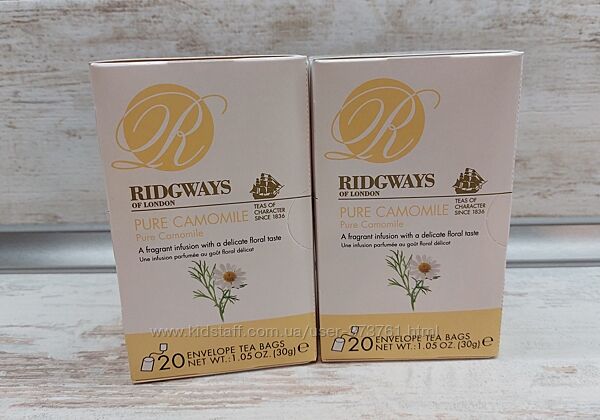 R
RIDGWAYS
OF LONDON
TEAS OF
CHARACTER
SINCE 1836
PURE CAMOMILE
Pure Camomile
A fragrant infusion with a delicate floral taste
Une infusion parfumée au goût floral délicat
20 ENVELOPE TEA BAGS
NET WT.:1.05 OZ. (30g)e
R
RIDGWAYS
OF LONDON
TEAS OF
CHARACTER
SINCE 1836
PURE CAMOMILE
Pure Camomile
A fragrant infusion with a delicate floral taste
Une infusion parfumée au goût floral délicat
20 ENVELOPE TEA BAGS
NET WT.:1.05 OZ. (30g)e
www.kidstaff.com.ua/user-973761.html